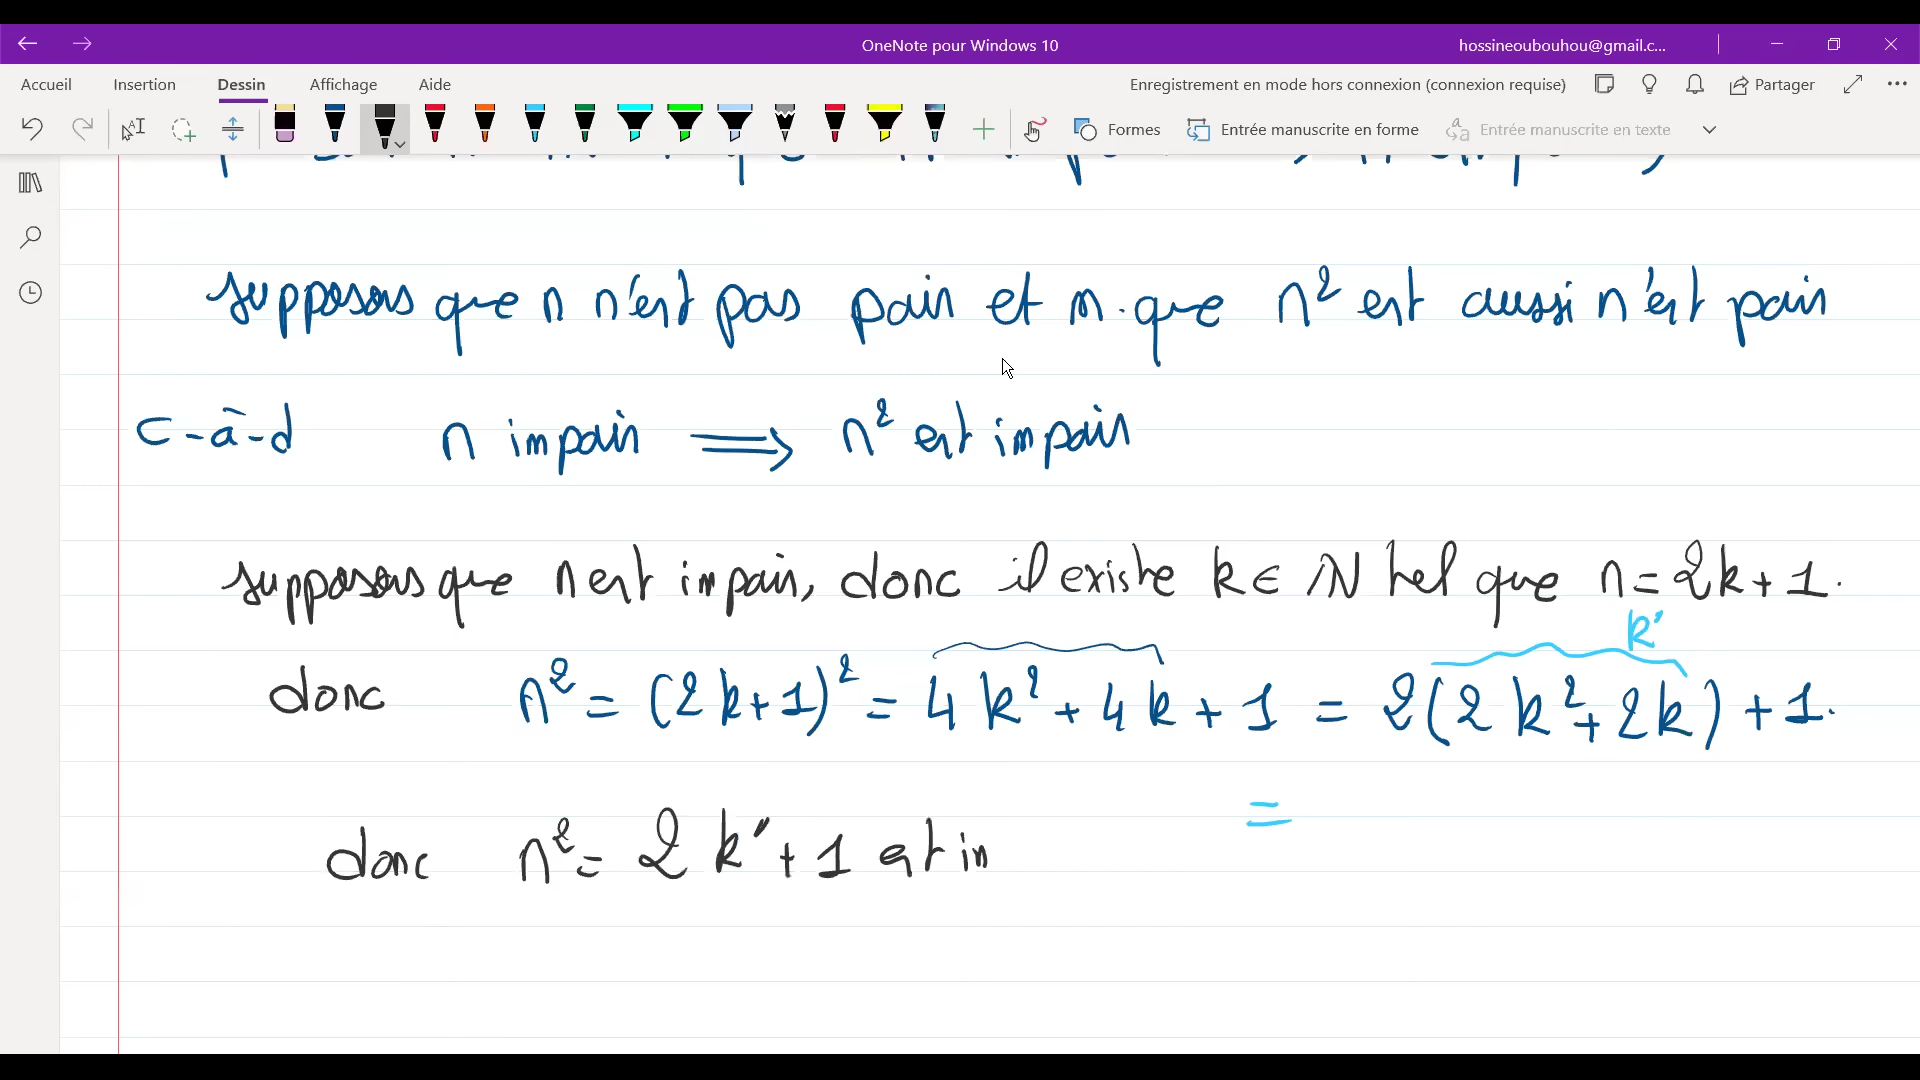 OneNote pour Windows 10
hossineoubouhou@gmail.c...
Accueil Insertion Dessin Affichage Aide
Enregistrement en mode hors connexion (connexion requise) Partager
Formes Entrée manuscrite en forme Entrée manuscrite en texte
supposons que n n'est pas pair et m. que n² est aussi n'est pair
c-à-d n impair ⟹ n² est impair
supposons que n est impair, donc il existe k ∈ ℕ tel que n = 2k + 1.
k'
donc n² = (2k+1)² = 4k² + 4k + 1 = 2(2k² + 2k) + 1.
=
donc n² = 2k' + 1 est im